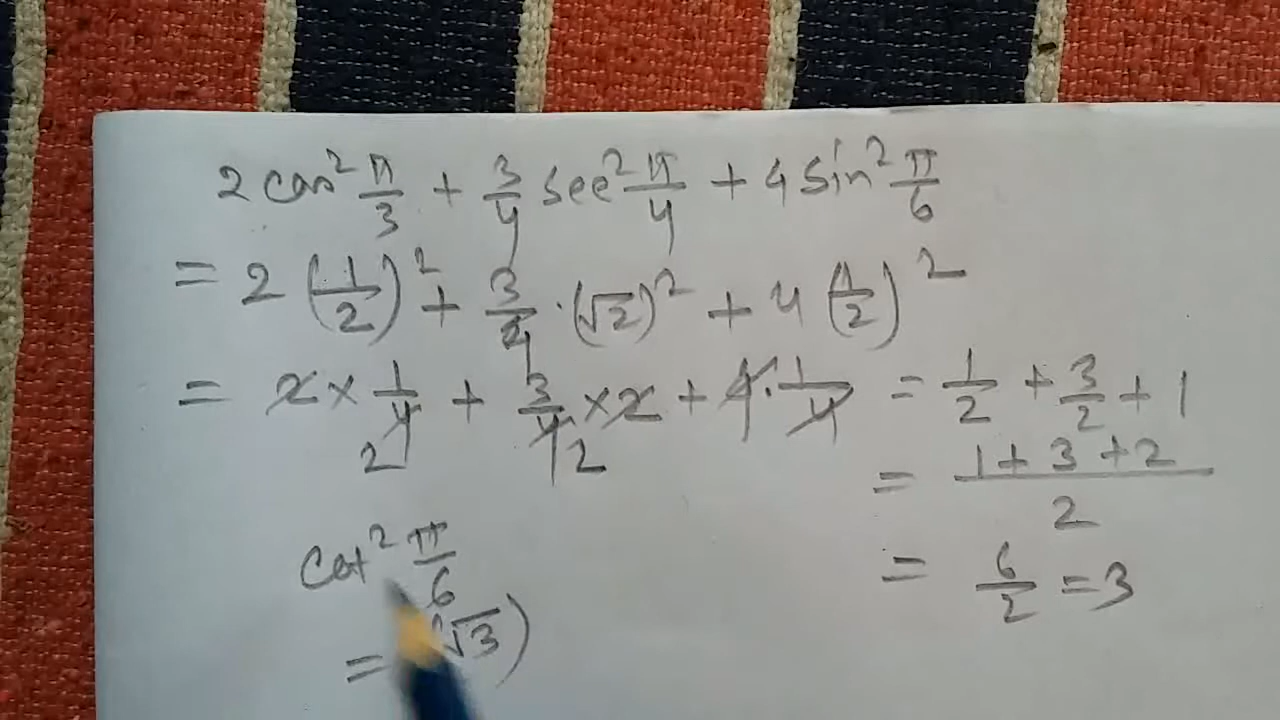 2 cos² π/3 + 3/4 sec² π/4 + 4 sin² π/6
= 2 (1/2)² + 3/4 · (√2)² + 4 (1/2)²
= 2 × 1/4 + 3/4 × 2 + 4 · 1/4 = 1/2 + 3/2 + 1
2 2
= 1 + 3 + 2 / 2
= 6/2 = 3
cot² π/6
= (√3)